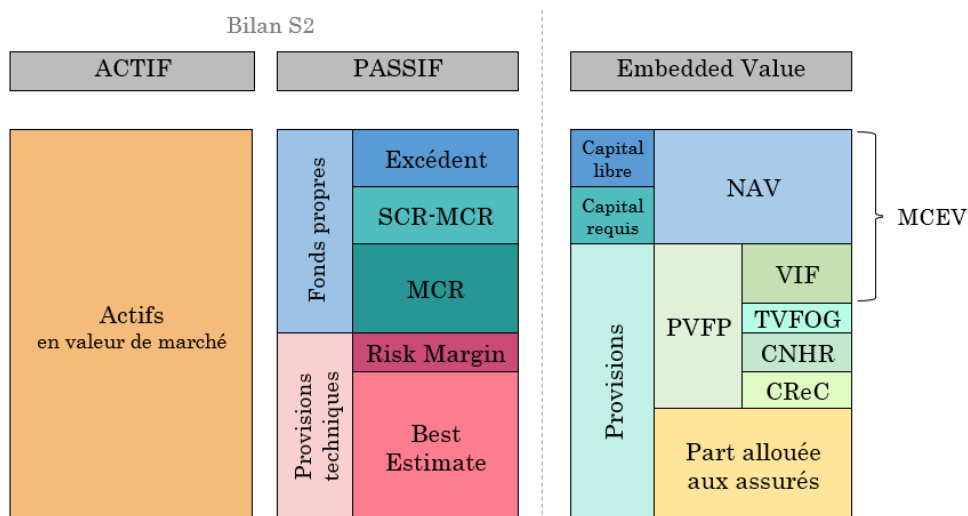 Bilan S2
ACTIF
PASSIF
Embedded Value
Actifs
en valeur de marché
Fonds propres
Excédent
SCR-MCR
MCR
Provisions
techniques
Risk Margin
Best
Estimate
Capital
libre
Capital
requis
NAV
MCEV
Provisions
PVFP
VIF
TVFOG
CNHR
CReC
Part allouée
aux assurés